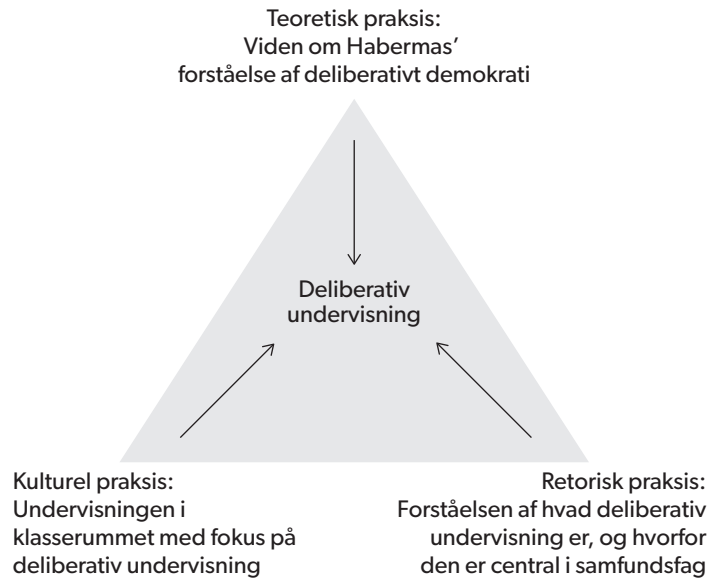 Teoretisk praksis:
Viden om Habermas’
forståelse af deliberativt demokrati
Deliberativ
undervisning
Kulturel praksis:
Undervisningen i
klasserummet med fokus på
deliberativ undervisning
Retorisk praksis:
Forståelsen af hvad deliberativ
undervisning er, og hvorfor
den er central i samfundsfag